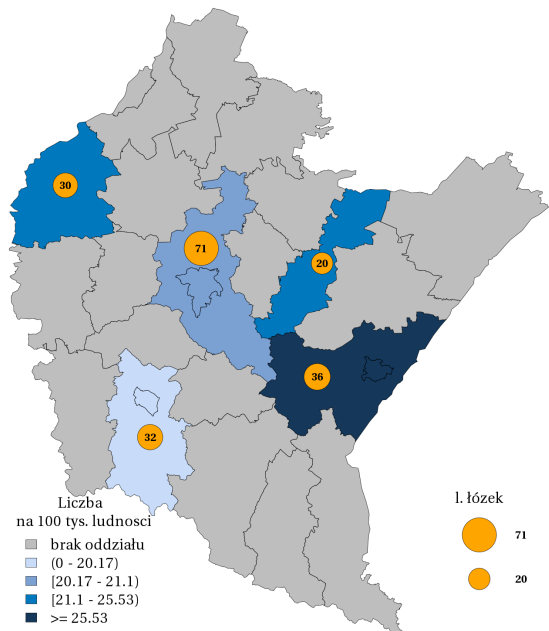 30
71
20
36
32
Liczba
na 100 tys. ludnosci
brak oddziału
(0 - 20.17)
[20.17 - 21.1)
[21.1 - 25.53)
>= 25.53
l. łózek
71
20